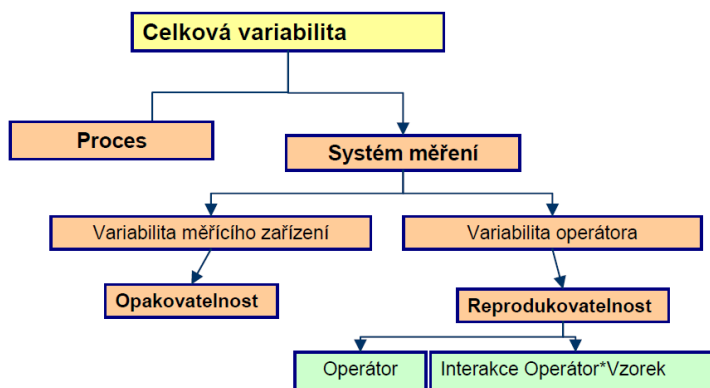 Celková variabilita
Proces
Systém měření
Variabilita měřícího zařízení
Variabilita operátora
Opakovatelnost
Reprodukovatelnost
Operátor
Interakce Operátor*Vzorek